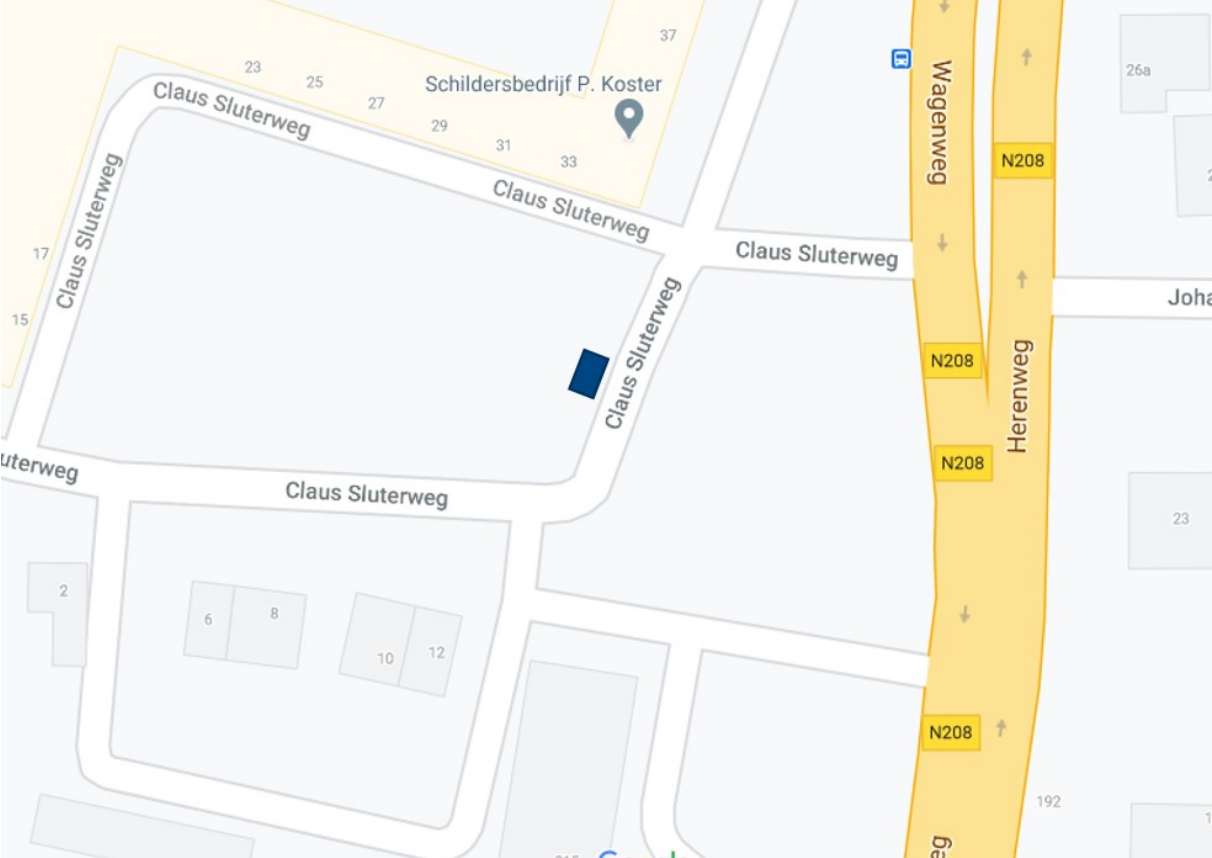 37
23
25
Schildersbedrijf P. Koster
26a
27
Claus Sluterweg
29
31
33
Wagenweg
N208
Claus Sluterweg
Claus Sluterweg
Claus Sluterweg
17
Claus Sluterweg
15
Joha
N208
Herenweg
N208
uterweg
Claus Sluterweg
23
2
6
8
10
12
N208
192